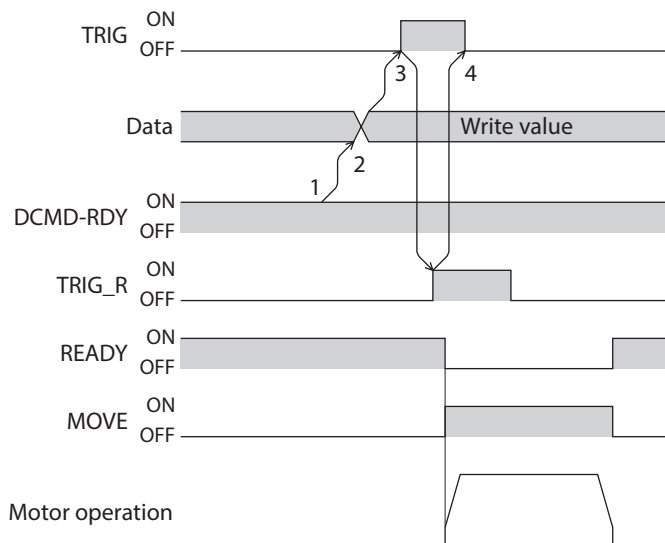 TRIG ON
OFF
3 4
Data Write value
2
1
DCMD-RDY ON
OFF
TRIG_R ON
OFF
READY ON
OFF
MOVE ON
OFF
Motor operation